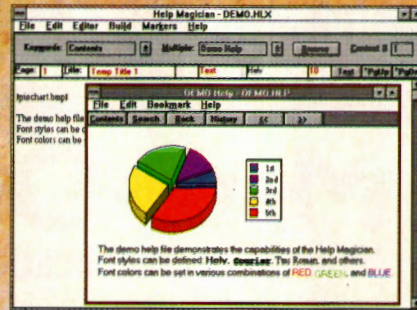 Help Magician - DEMO.HLX
File Edit Editor Build Markers Help
Keywords: Contents Multiple: Demo Help Browse Context #
Page: 1 Title: Temp Title 1 Text Helv 10 Text "PgUp "PgD
!piechart.bmp!
The demo help file
Font styles can be d
Font colors can be
DEMO Help - DEMO.HLP
File Edit Bookmark Help
Contents Search Back History << >>
1st
2nd
3rd
4th
5th
The demo help file demonstrates the capabilities of the Help Magician.
Font styles can be defined: Helv, Courier, Tms Roman, and others.
Font colors can be set in various combinations of RED, GREEN, and BLUE.